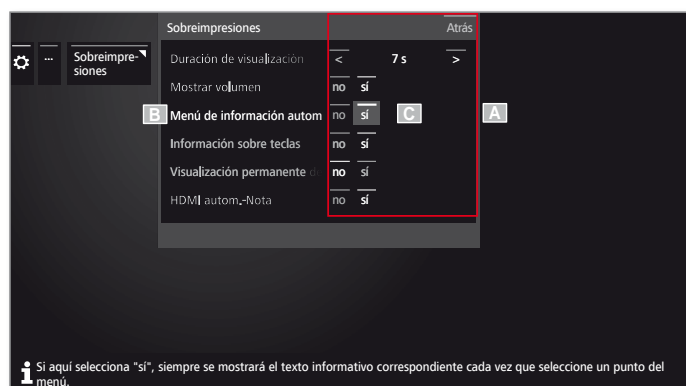 Sobreimpresiones Atrás
... Sobreimpre-
siones
Duración de visualización < 7 s >
Mostrar volumen no sí
B Menú de información autom no sí C A
Información sobre teclas no sí
Visualización permanente d no sí
HDMI autom.-Nota no sí
Si aquí selecciona "sí", siempre se mostrará el texto informativo correspondiente cada vez que seleccione un punto del
menú.